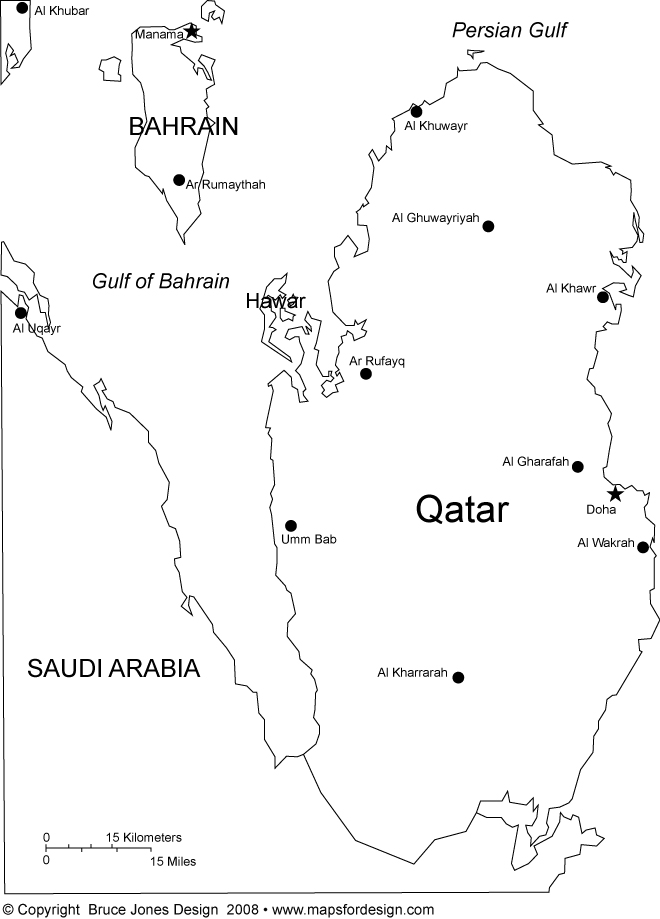 Al Khubar
Persian Gulf
Manama
Al Khuwayr
BAHRAIN
Ar Rumaythah
Al Ghuwayriyah
Gulf of Bahrain
Al Khawr
Hawar
Al Uqayr
Ar Rufayq
Al Gharafah
Qatar
Doha
Umm Bab
Al Wakrah
SAUDI ARABIA
Al Kharrarah
0 15 Kilometers
0 15 Miles
© Copyright Bruce Jones Design 2008 • www.mapsfordesign.com